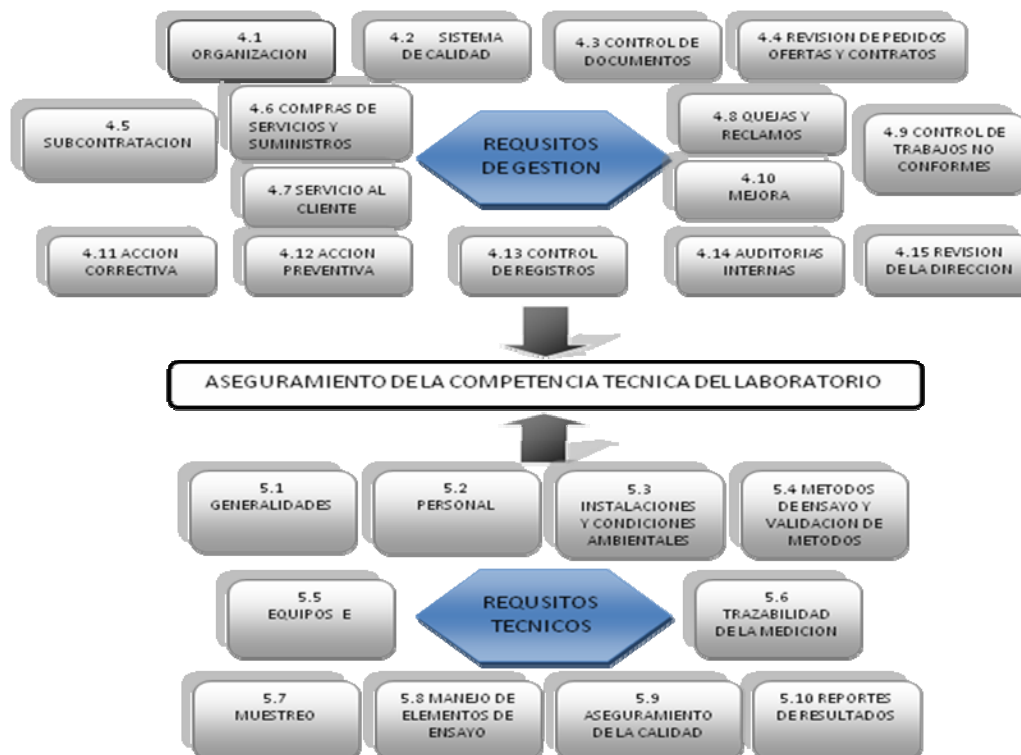 4.1
ORGANIZACION
4.2 SISTEMA
DE CALIDAD
4.3 CONTROL DE
DOCUMENTOS
4.4 REVISION DE PEDIDOS
OFERTAS Y CONTRATOS
4.5
SUBCONTRATACION
4.6 COMPRAS DE
SERVICIOS Y
SUMINISTROS
REQUSITOS
DE GESTION
4.8 QUEJAS Y
RECLAMOS
4.9 CONTROL DE
TRABAJOS NO
CONFORMES
4.7 SERVICIO AL
CLIENTE
4.10
MEJORA
4.11 ACCION
CORRECTIVA
4.12 ACCION
PREVENTIVA
4.13 CONTROL
DE REGISTROS
4.14 AUDITORIAS
INTERNAS
4.15 REVISION
DE LA DIRECCION
ASEGURAMIENTO DE LA COMPETENCIA TECNICA DEL LABORATORIO
5.1
GENERALIDADES
5.2
PERSONAL
5.3
INSTALACIONES
Y CONDICIONES
AMBIENTALES
5.4 METODOS
DE ENSAYO Y
VALIDACION DE
METODOS
5.5
EQUIPOS E
REQUSITOS
TECNICOS
5.6
TRAZABILIDAD
DE LA MEDICION
5.7
MUESTREO
5.8 MANEJO DE
ELEMENTOS DE
ENSAYO
5.9
ASEGURAMIENTO
DE LA CALIDAD
5.10 REPORTES
DE RESULTADOS